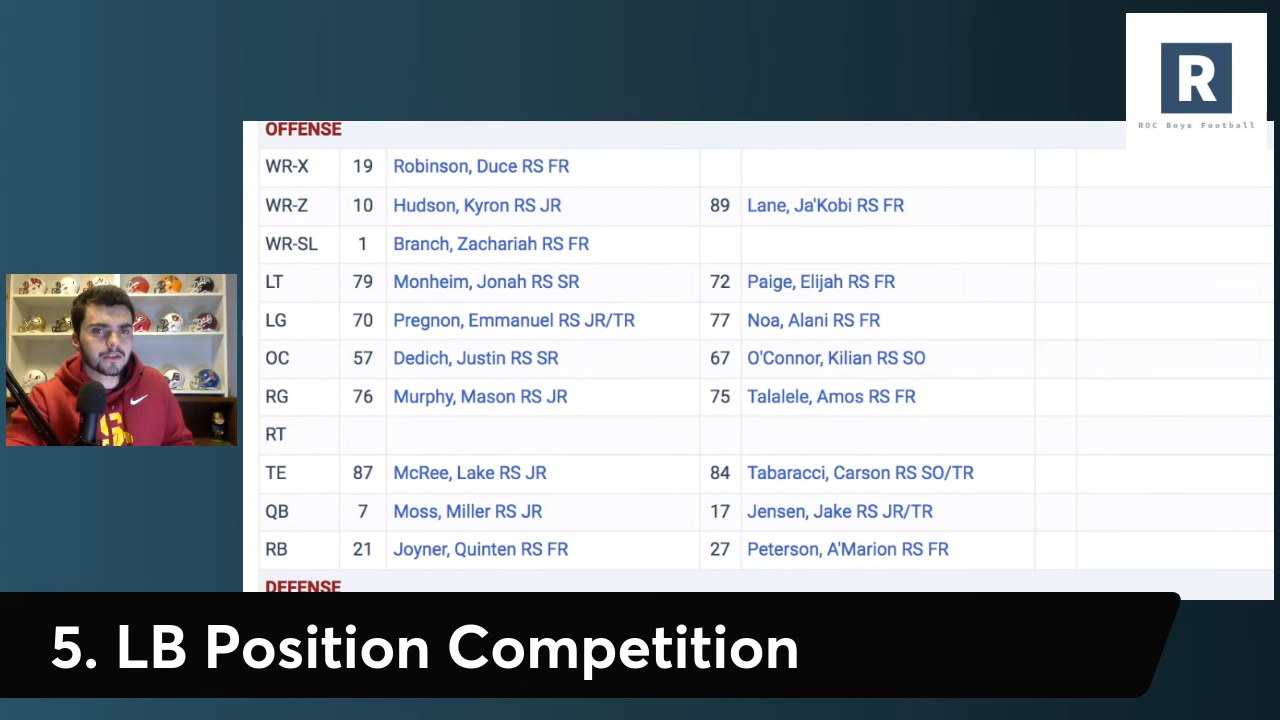 R
ROC Boys Football
OFFENSE
WR-X 19 Robinson, Duce RS FR
WR-Z 10 Hudson, Kyron RS JR 89 Lane, Ja'Kobi RS FR
WR-SL 1 Branch, Zachariah RS FR
LT 79 Monheim, Jonah RS SR 72 Paige, Elijah RS FR
LG 70 Pregnon, Emmanuel RS JR/TR 77 Noa, Alani RS FR
OC 57 Dedich, Justin RS SR 67 O'Connor, Kilian RS SO
RG 76 Murphy, Mason RS JR 75 Talalele, Amos RS FR
RT
TE 87 McRee, Lake RS JR 84 Tabaracci, Carson RS SO/TR
QB 7 Moss, Miller RS JR 17 Jensen, Jake RS JR/TR
RB 21 Joyner, Quinten RS FR 27 Peterson, A'Marion RS FR
DEFENSE
5. LB Position Competition